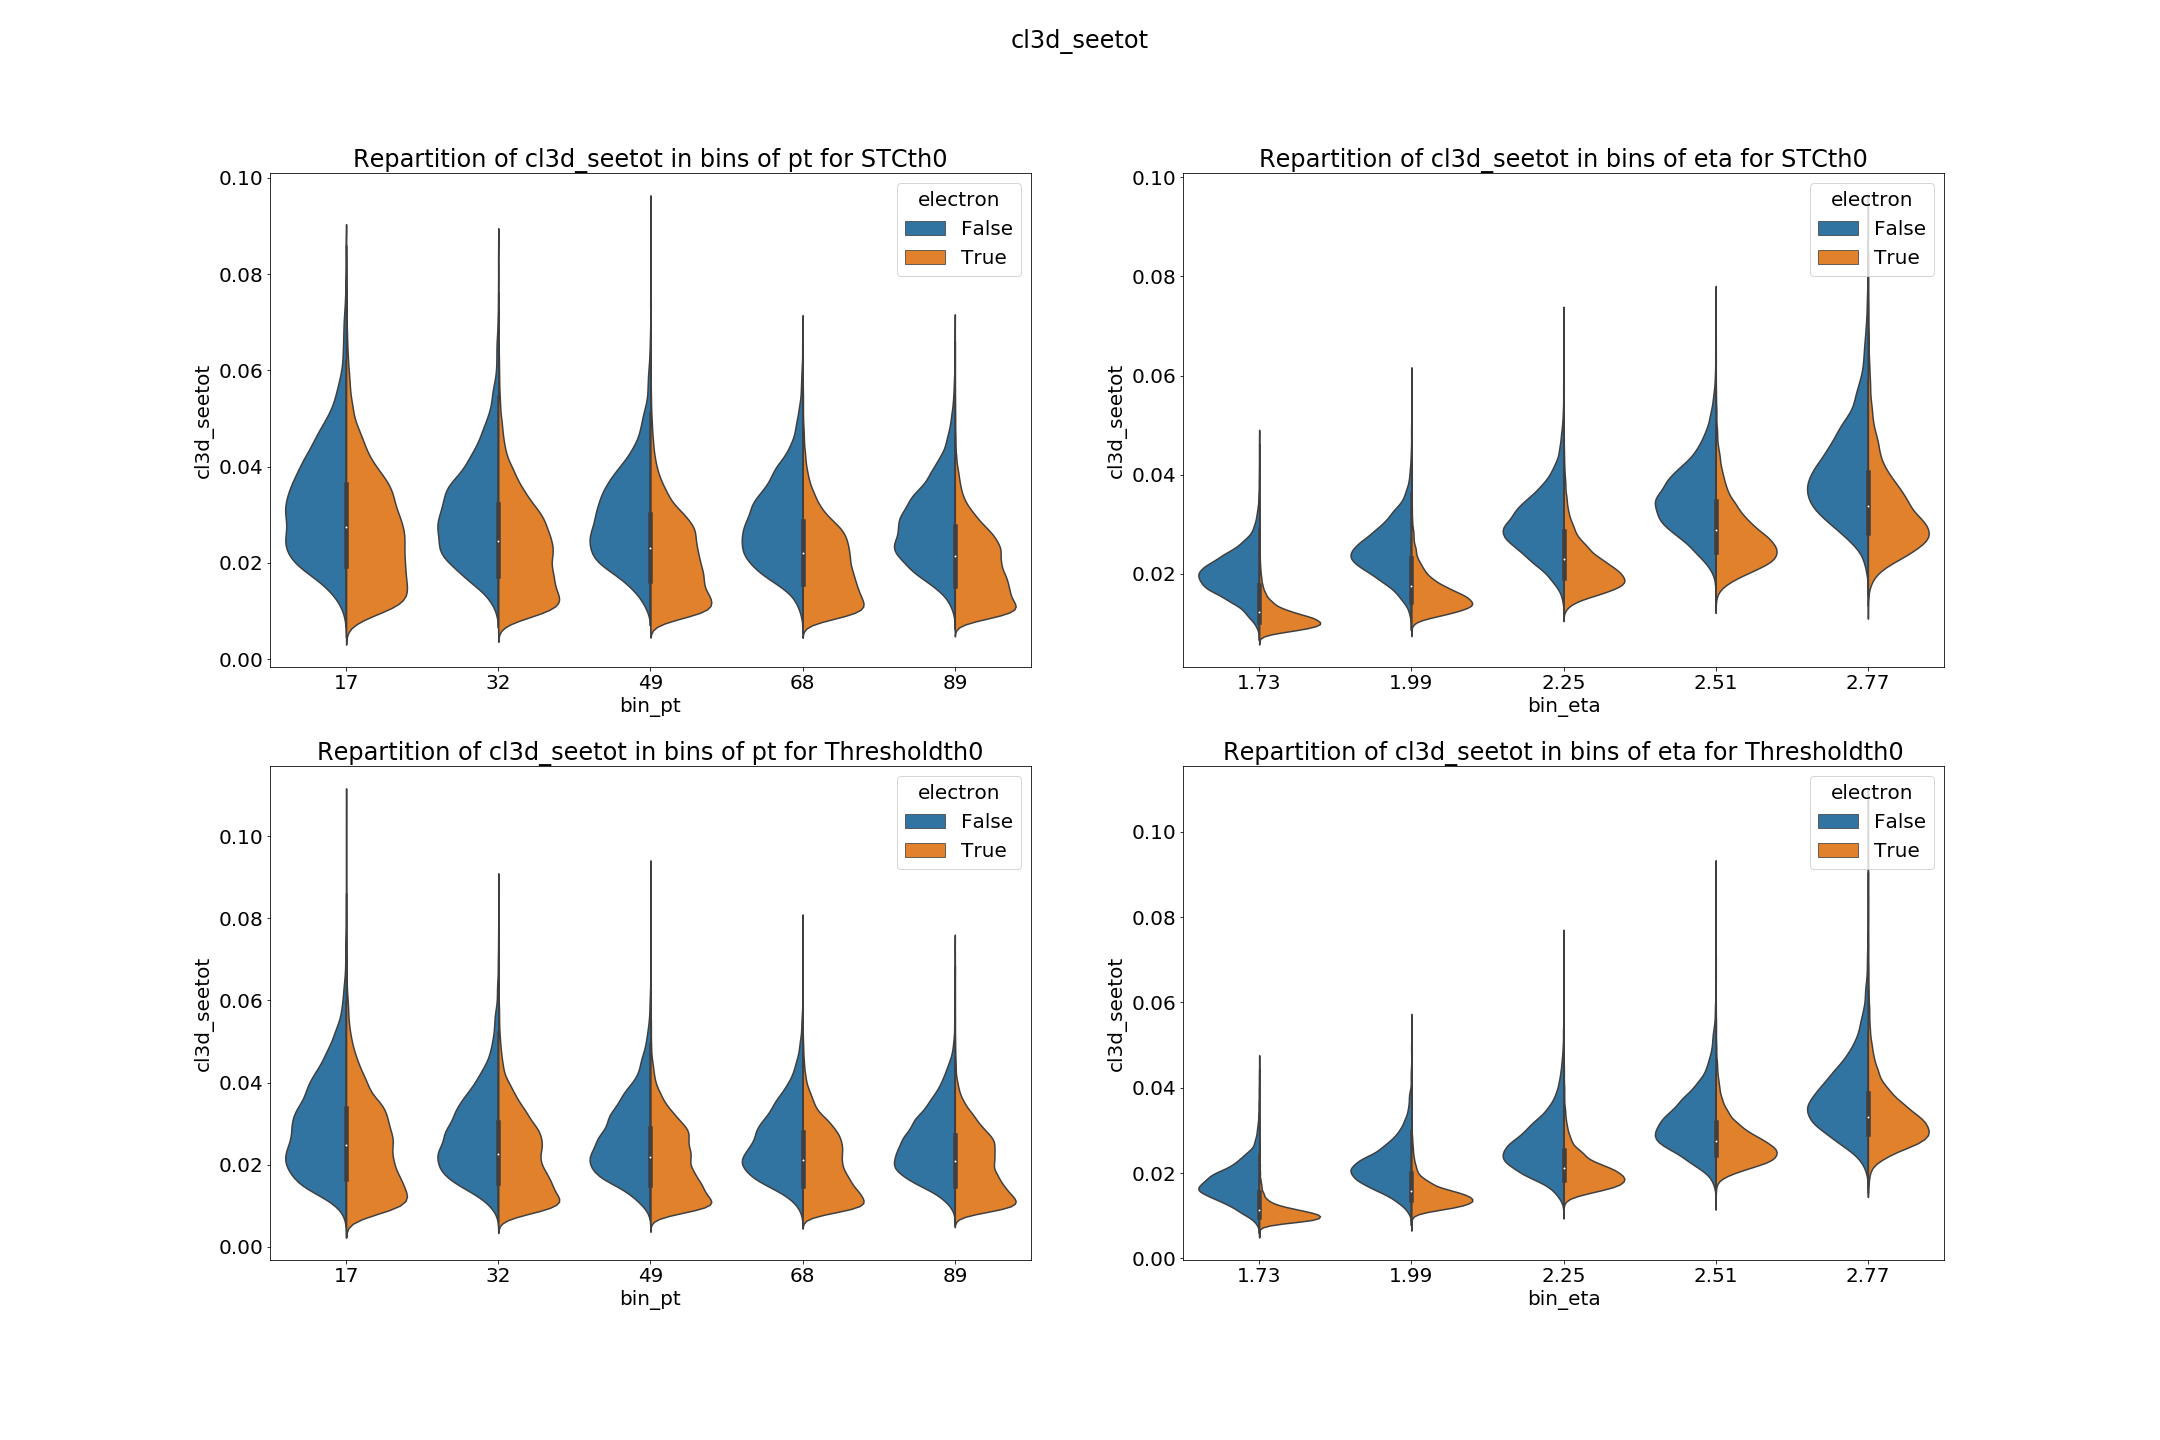 cl3d_seetot
Repartition of cl3d_seetot in bins of pt for STCth0
0.10
0.08
0.06
0.04
0.02
0.00
cl3d_seetot
electron
False
True
17 32 49 68 89
bin_pt
Repartition of cl3d_seetot in bins of eta for STCth0
0.10
0.08
0.06
0.04
0.02
cl3d_seetot
electron
False
True
1.73 1.99 2.25 2.51 2.77
bin_eta
Repartition of cl3d_seetot in bins of pt for Thresholdth0
0.10
0.08
0.06
0.04
0.02
0.00
cl3d_seetot
electron
False
True
17 32 49 68 89
bin_pt
Repartition of cl3d_seetot in bins of eta for Thresholdth0
0.10
0.08
0.06
0.04
0.02
0.00
cl3d_seetot
electron
False
True
1.73 1.99 2.25 2.51 2.77
bin_eta